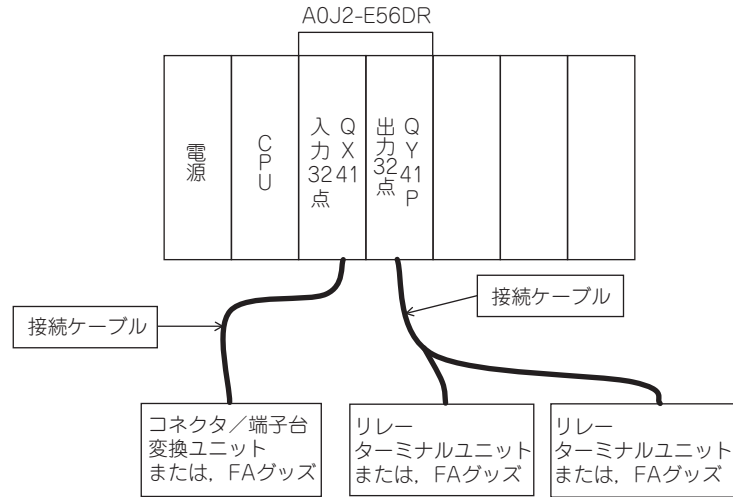 A0J2-E56DR
電源
CPU
入力32点
QX41
出力32点
QY41P
接続ケーブル
接続ケーブル
コネクタ／端子台
変換ユニット
または，FAグッズ
リレー
ターミナルユニット
または，FAグッズ
リレー
ターミナルユニット
または，FAグッズ